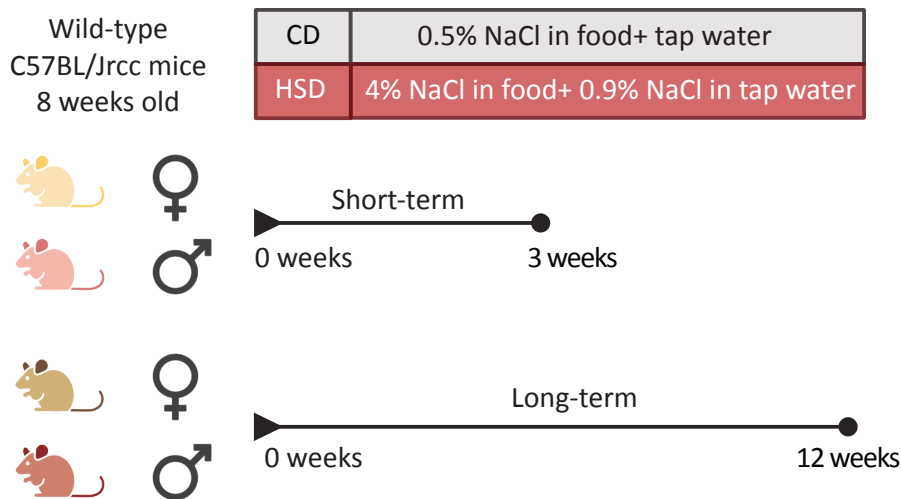 Wild-type
C57BL/Jrcc mice
8 weeks old
CD 0.5% NaCl in food+ tap water
HSD 4% NaCl in food+ 0.9% NaCl in tap water
Short-term
0 weeks 3 weeks
Long-term
0 weeks 12 weeks